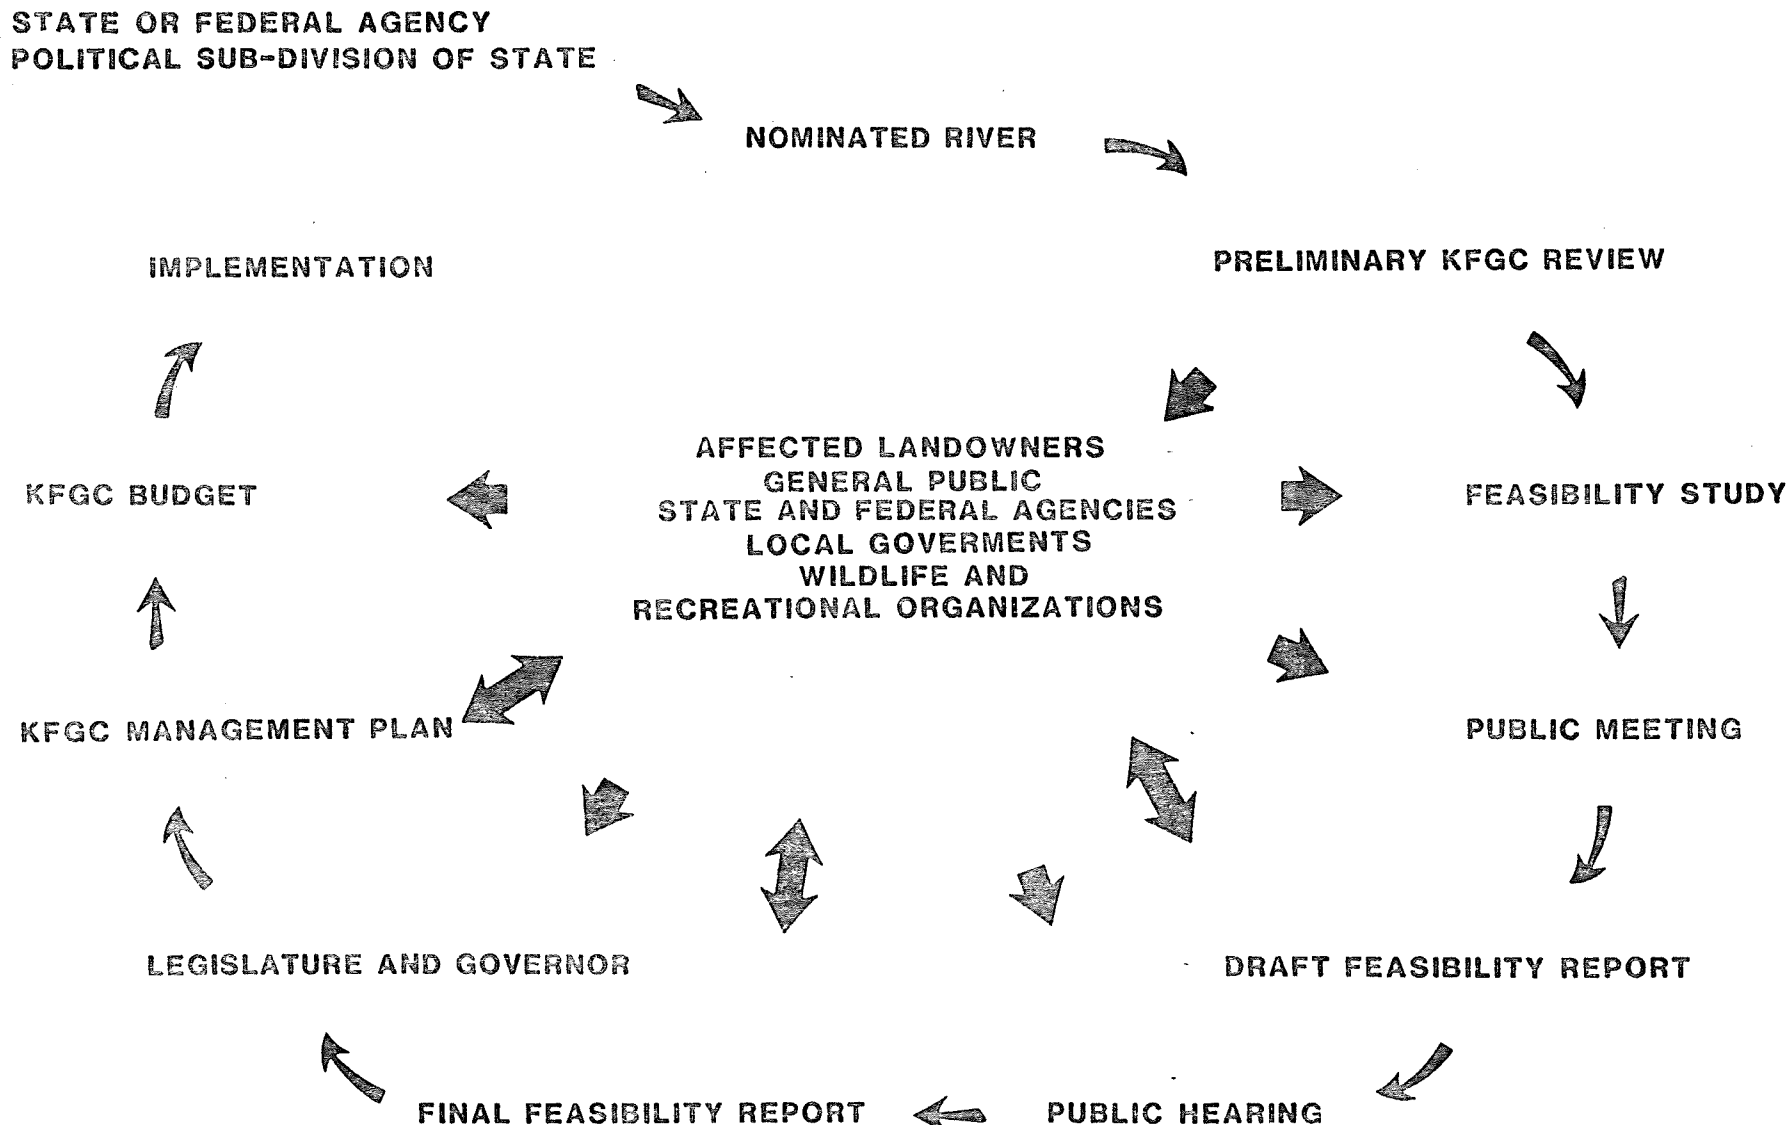 STATE OR FEDERAL AGENCY
POLITICAL SUB-DIVISION OF STATE
NOMINATED RIVER
PRELIMINARY KFGC REVIEW
IMPLEMENTATION
AFFECTED LANDOWNERS
GENERAL PUBLIC
STATE AND FEDERAL AGENCIES
LOCAL GOVERMENTS
WILDLIFE AND
RECREATIONAL ORGANIZATIONS
KFGC BUDGET
FEASIBILITY STUDY
KFGC MANAGEMENT PLAN
PUBLIC MEETING
LEGISLATURE AND GOVERNOR
DRAFT FEASIBILITY REPORT
FINAL FEASIBILITY REPORT
PUBLIC HEARING